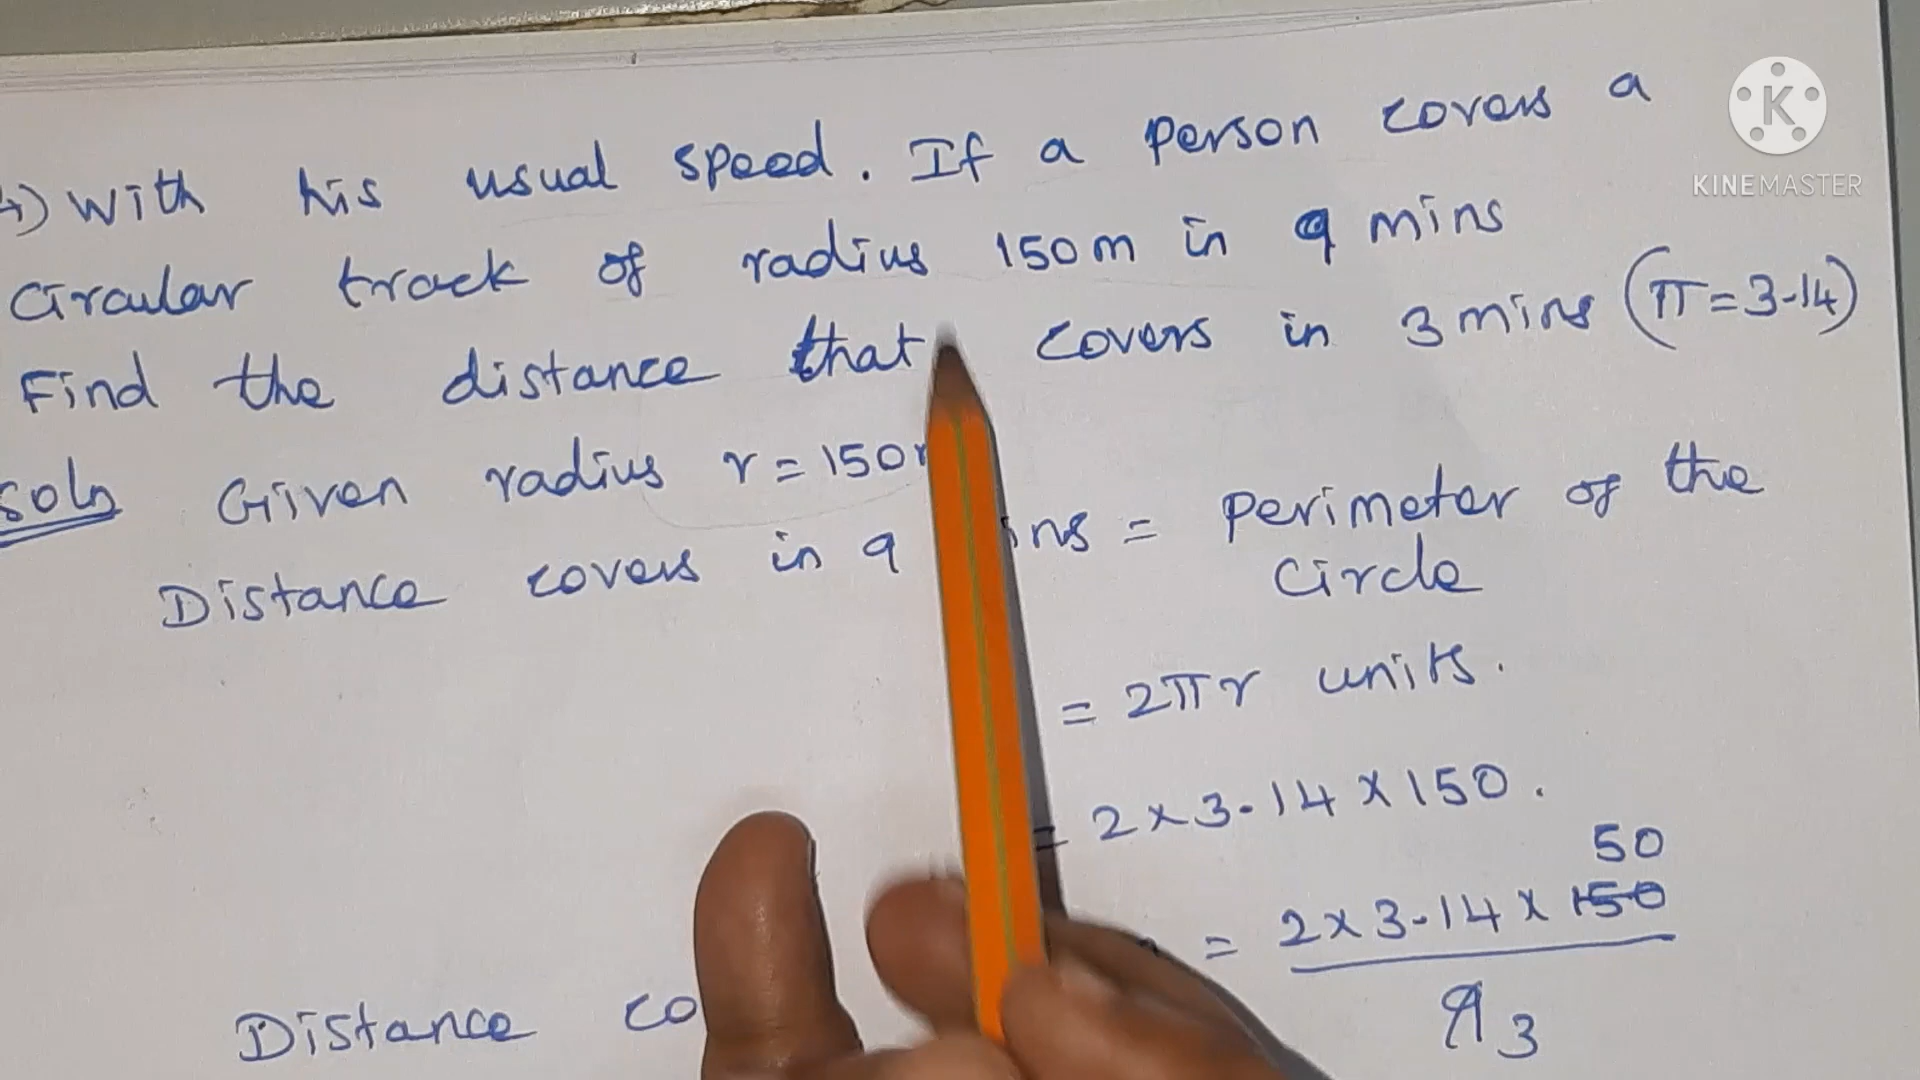 4) With his usual speed. If a person covers a
K
KINEMASTER
Circular track of radius 150m in 9 mins
Find the distance that covers in 3 mins (π=3.14)
Soln Given radius r=150
Distance covers in 9 ins = Perimeter of the
Circle
= 2πr units.
= 2×3.14×150.
50
= 2×3.14×150
9 3
Distance co